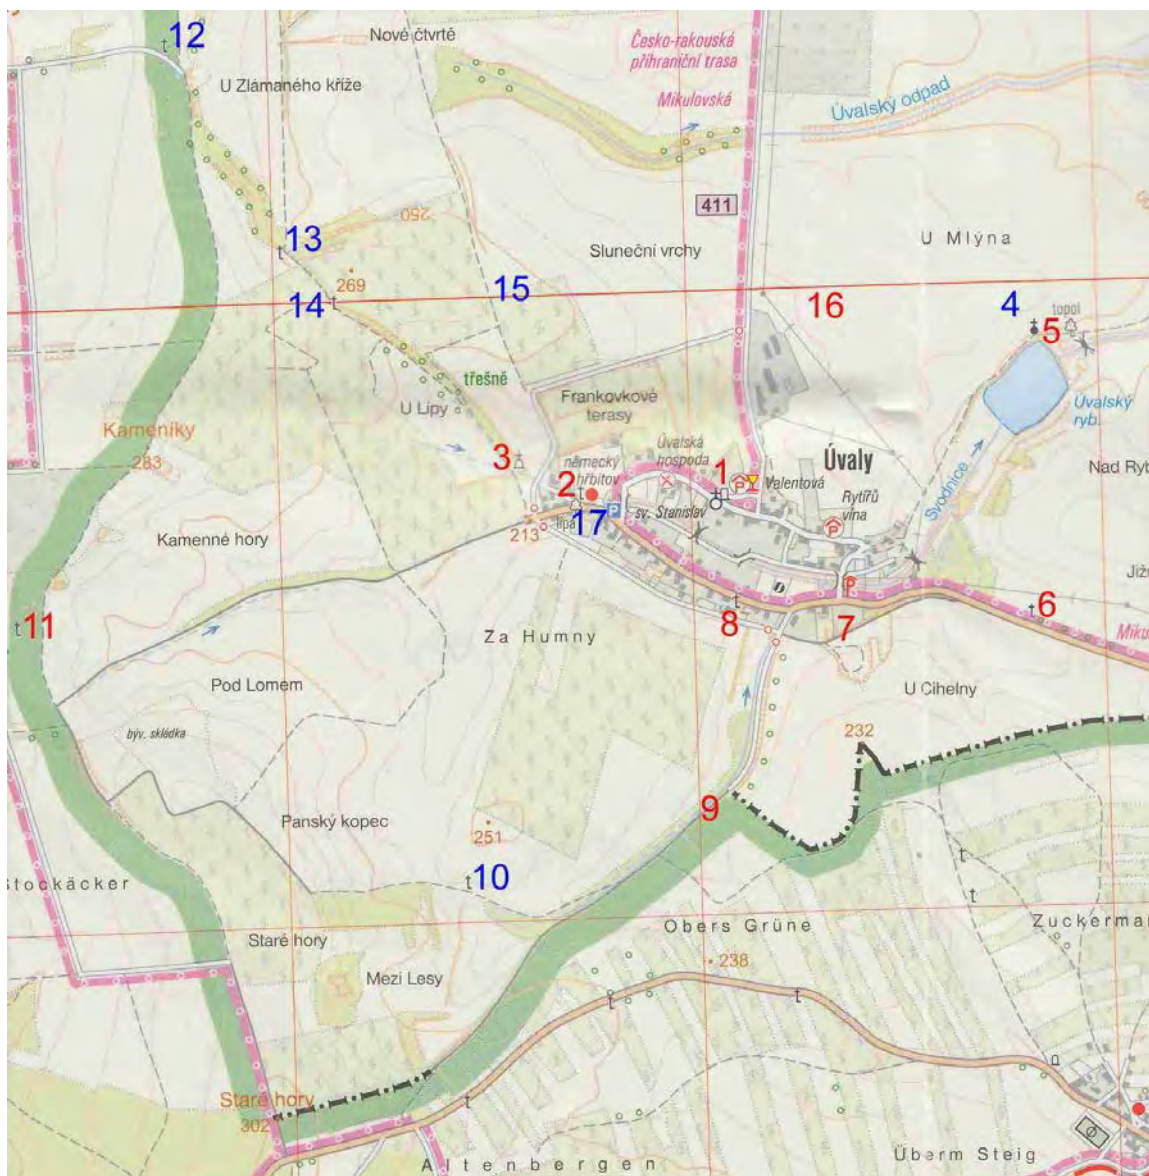 12
Nové čtvrtě
Česko-rakouská
příhraniční trasa
U Zlámaného kříže
Mikulovská
Úvalský odpad
411
250
13
Sluneční vrchy
U Mlýna
269
14
15
16
4
topol
5
třešně
U Lípy
Frankovkové
terasy
Úvalský
ryb.
Kameníky
283
3
německý
hřbitov
Úvalská
hospoda
1
Úvaly
Valentová
Nad Ryb
2
lípa
17
P
sv. Stanislav
Rytířů
vína
Svodnice
213
Kamenné hory
Jižn
11
Za Humny
8
7
6
Miku
Pod Lomem
U Cihelny
býv. skládka
232
9
Panský kopec
251
10
Stockäcker
Obers Grüne
Zuckerman
Staré hory
Mezi Lesy
238
Staré hory
302
Altenbergen
Überm Steig